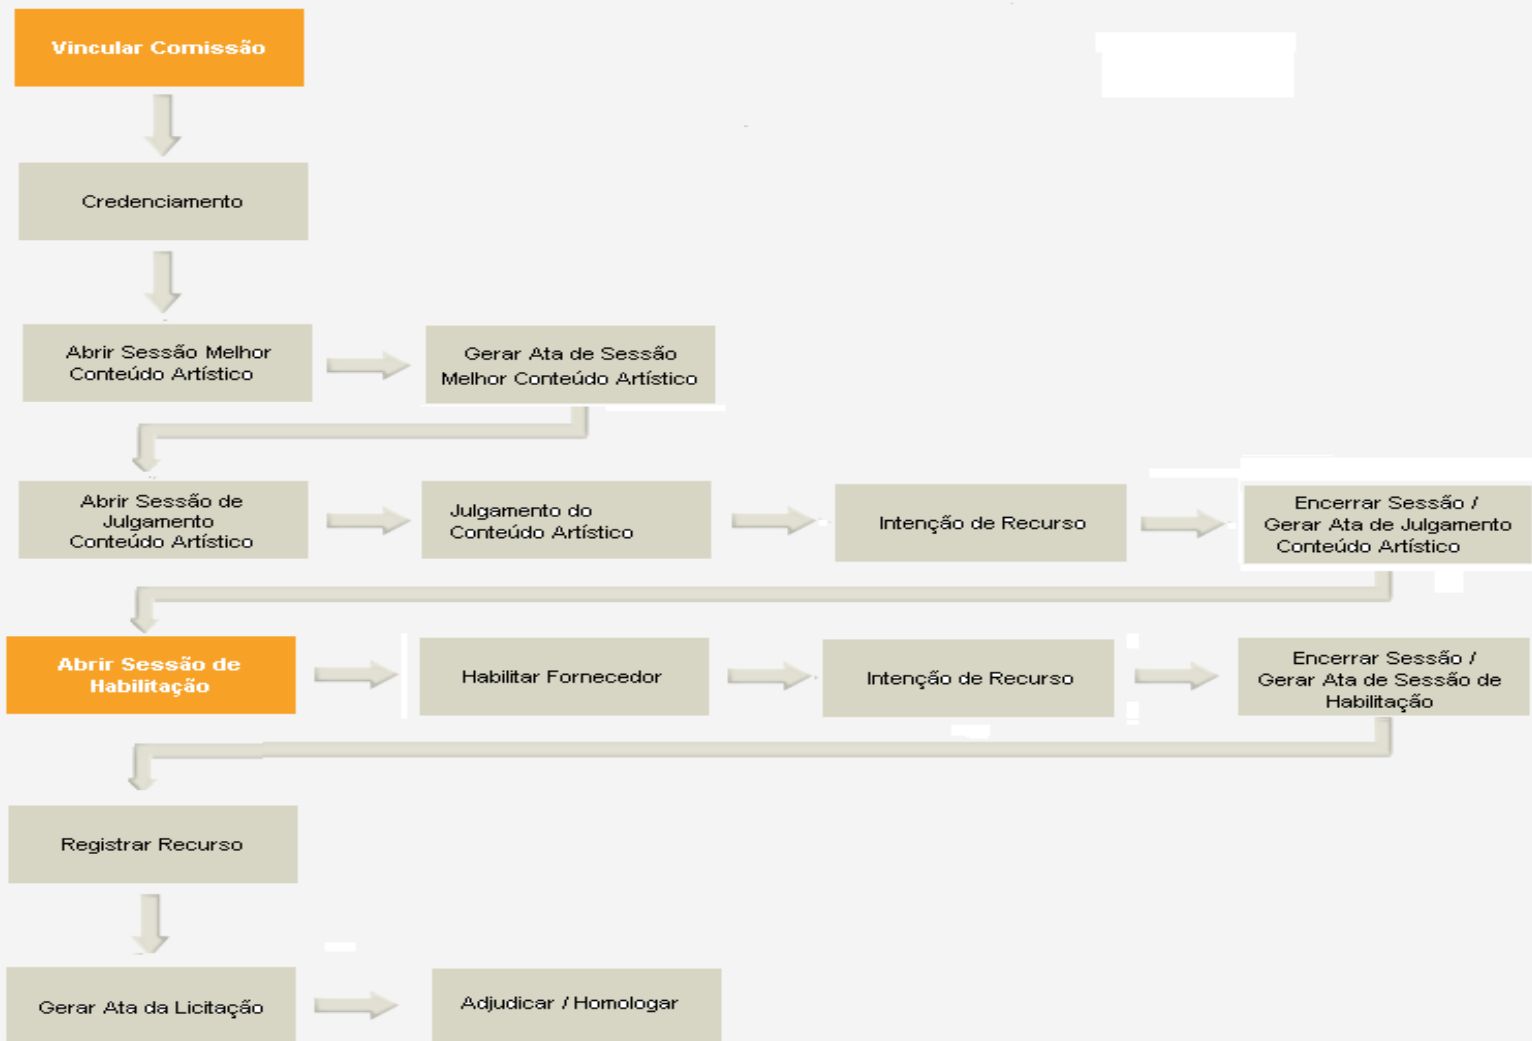 Vincular Comissão
Credenciamento
Abrir Sessão Melhor
Conteúdo Artístico
Gerar Ata de Sessão
Melhor Conteúdo Artístico
Abrir Sessão de
Julgamento
Conteúdo Artístico
Julgamento do
Conteúdo Artístico
Intenção de Recurso
Encerrar Sessão /
Gerar Ata de Julgamento
Conteúdo Artístico
Abrir Sessão de
Habilitação
Habilitar Fornecedor
Intenção de Recurso
Encerrar Sessão /
Gerar Ata de Sessão de
Habilitação
Registrar Recurso
Gerar Ata da Licitação
Adjudicar / Homologar